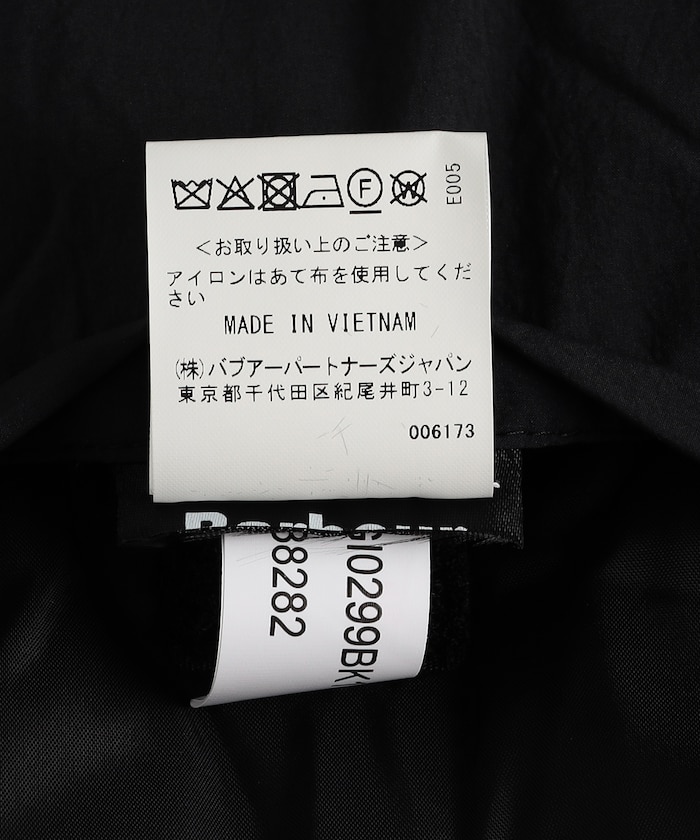 F W E005
＜お取り扱い上のご注意＞
アイロンはあて布を使用してくだ
さい
MADE IN VIETNAM
(株)バブアーパートナーズジャパン
東京都千代田区紀尾井町3-12
006173
Barbour
GI0299BK
38282